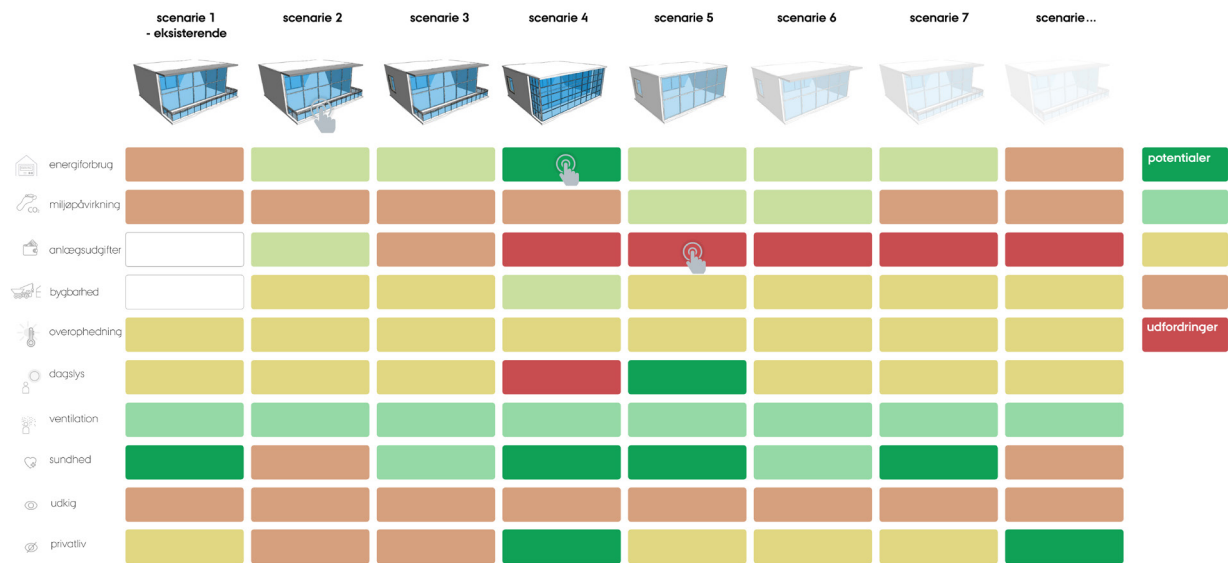 scenarie 1
- eksisterende
scenarie 2
scenarie 3
scenarie 4
scenarie 5
scenarie 6
scenarie 7
scenarie...
energiforbrug
potentialer
miljøpåvirkning
CO₂
anlægsudgifter
bygbarhed
overophedning
udfordringer
dagslys
ventilation
sundhed
udkig
privatliv